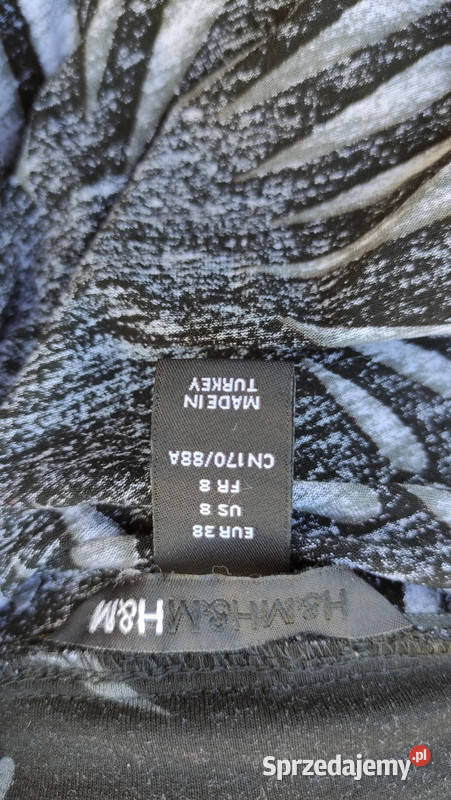 H&MH&MH&M
EUR 38
US 8
FR 8
CN170/88A
MADE IN
TURKEY
Sprzedajemy.pl